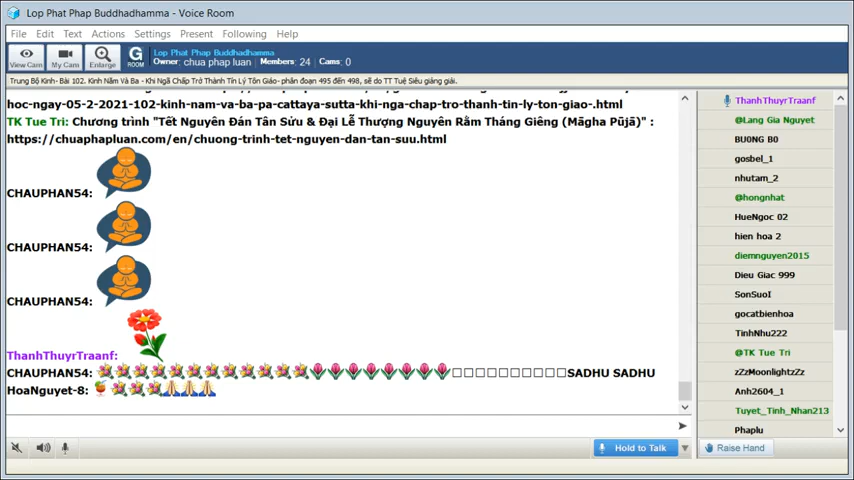 Lop Phat Phap Buddhadhamma - Voice Room
File Edit Text Actions Settings Present Following Help
View Cam My Cam Enlarge G ROOM
Lop Phat Phap Buddhadhamma
Owner: chua phap luan Members: 24 Cams: 0
Trung Bộ Kinh- Bài 102. Kinh Năm Và Ba - Khi Ngã Chấp Trở Thành Tín Lý Tôn Giáo- phân đoạn 495 đến 498, sẽ do TT Tuệ Siêu giảng giải.
hoc-ngay-05-2-2021-102-kinh-nam-va-ba-pa-cattaya-sutta-khi-nga-chap-tro-thanh-tin-ly-ton-giao-.html
TK Tue Tri: Chương trình "Tết Nguyên Đán Tân Sửu & Đại Lễ Thượng Nguyên Rằm Tháng Giêng (Māgha Pūjā)" :
https://chuaphapluan.com/en/chuong-trinh-tet-nguyen-dan-tan-suu.html
CHAUPHAN54:
CHAUPHAN54:
CHAUPHAN54:
ThanhThuyrTraanf:
CHAUPHAN54: SADHU SADHU
HoaNguyet-8:
Hold to Talk
ThanhThuyrTraanf
@Lang Gia Nguyet
BU0NG B0
gosbel_1
nhutam_2
@hongnhat
HueNgoc 02
hien hoa 2
diemnguyen2015
Dieu Giac 999
SonSuoI
gocatbienhoa
TinhNhu222
@TK Tue Tri
zZzMoonlightzZz
Anh2604_1
Tuyet_Tinh_Nhan213
Phaplu
Raise Hand